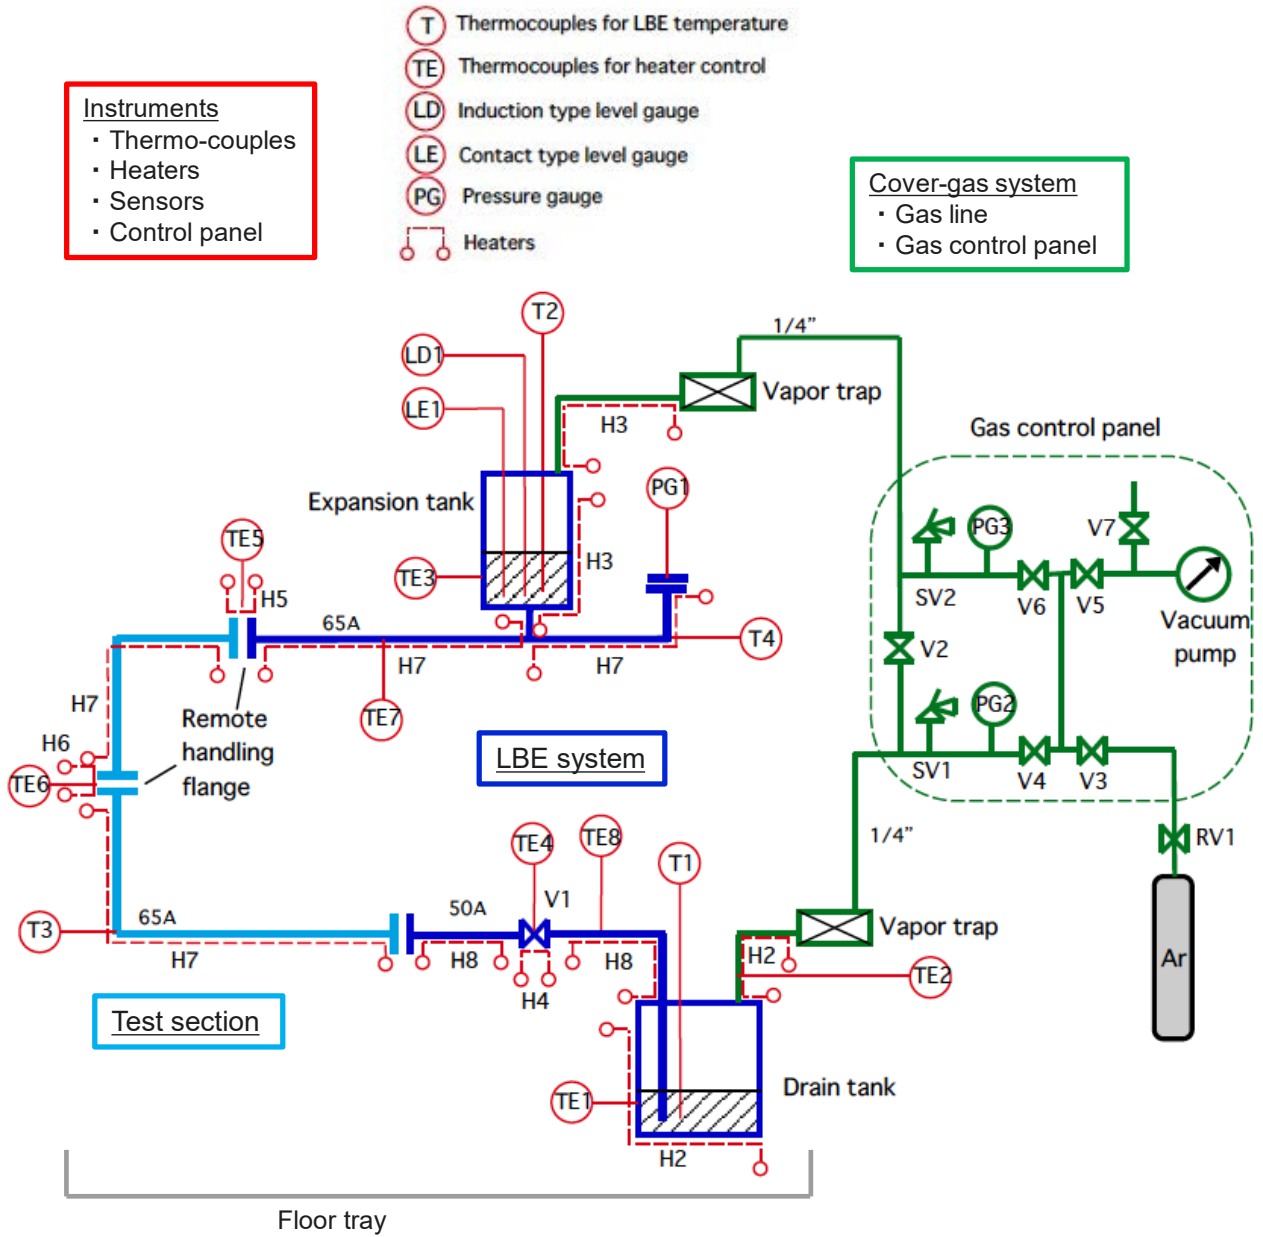 T Thermocouples for LBE temperature
TE Thermocouples for heater control
LD Induction type level gauge
LE Contact type level gauge
PG Pressure gauge
Heaters
Instruments
・Thermo-couples
・Heaters
・Sensors
・Control panel
Cover-gas system
・Gas line
・Gas control panel
T2
LD1
LE1
1/4”
Vapor trap
H3
Gas control panel
Expansion tank
PG1
TE5
TE3
H3
H5
65A
H7
H7
T4
TE7
PG3
V7
SV2
V6
V5
Vacuum
pump
V2
PG2
SV1
V4
V3
RV1
Ar
H7
Remote
handling
flange
H6
TE6
LBE system
1/4”
TE4
TE8
T1
T3
65A
H7
50A
V1
H8
H4
H8
Vapor trap
H2
TE2
Test section
TE1
Drain tank
H2
Floor tray